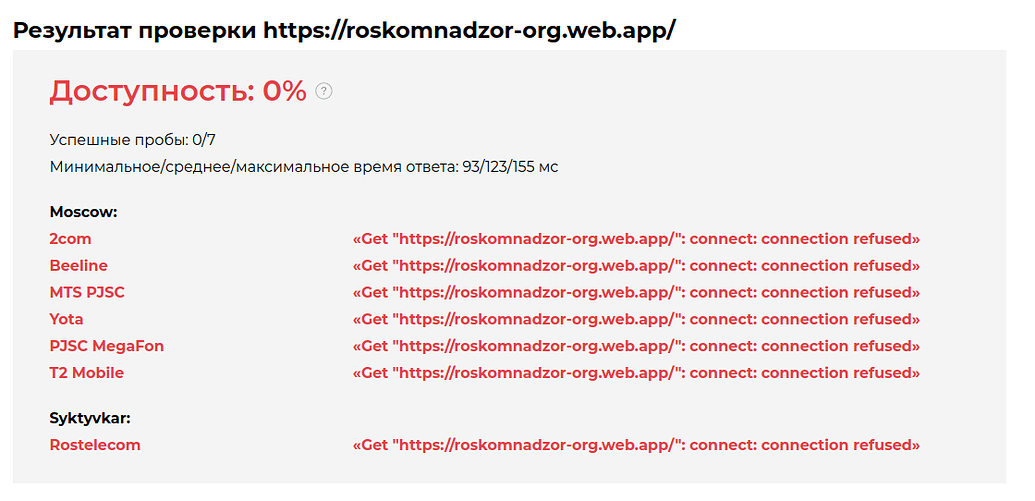 Результат проверки https://roskomnadzor-org.web.app/
Доступность: 0% ?
Успешные пробы: 0/7
Минимальное/среднее/максимальное время ответа: 93/123/155 мс
Moscow:
2com «Get "https://roskomnadzor-org.web.app/": connect: connection refused»
Beeline «Get "https://roskomnadzor-org.web.app/": connect: connection refused»
MTS PJSC «Get "https://roskomnadzor-org.web.app/": connect: connection refused»
Yota «Get "https://roskomnadzor-org.web.app/": connect: connection refused»
PJSC MegaFon «Get "https://roskomnadzor-org.web.app/": connect: connection refused»
T2 Mobile «Get "https://roskomnadzor-org.web.app/": connect: connection refused»
Syktyvkar:
Rostelecom «Get "https://roskomnadzor-org.web.app/": connect: connection refused»